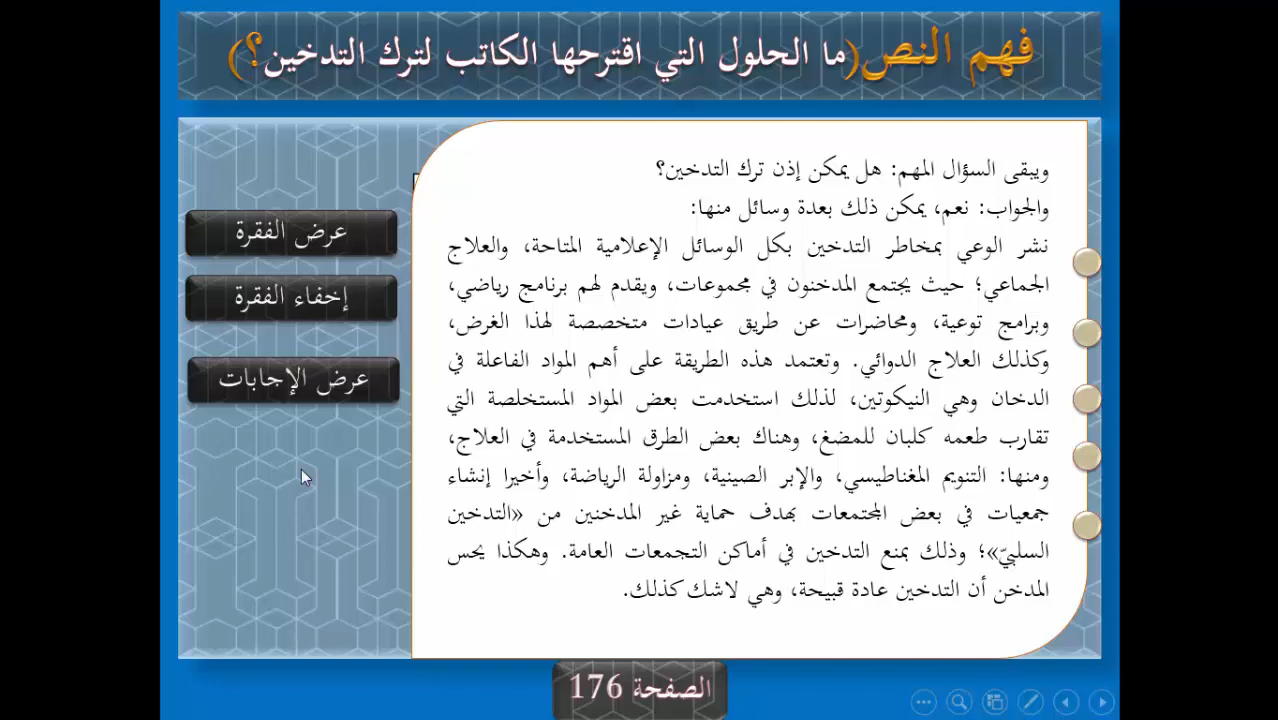 فهم النص(ما الحلول التي اقترحها الكاتب لترك التدخين؟)
ويبقى السؤال المهم: هل يمكن إذن ترك التدخين؟
والجواب: نعم، يمكن ذلك بعدة وسائل منها:
نشر الوعي بمخاطر التدخين بكل الوسائل الإعلامية المتاحة، والعلاج
الجماعي؛ حيث يجتمع المدخنون في مجموعات، ويقدم لهم برنامج رياضي،
وبرامج توعية، ومحاضرات عن طريق عيادات متخصصة لهذا الغرض،
وكذلك العلاج الدوائي. وتعتمد هذه الطريقة على أهم المواد الفاعلة في
الدخان وهي النيكوتين، لذلك استخدمت بعض المواد المستخلصة التي
تقارب طعمه كلبان للمضغ، وهناك بعض الطرق المستخدمة في العلاج،
ومنها: التنويم المغناطيسي، والإبر الصينية، ومزاولة الرياضة، وأخيرا إنشاء
جمعيات في بعض المجتمعات بهدف حماية غير المدخنين من «التدخين
السلبيّ»؛ وذلك بمنع التدخين في أماكن التجمعات العامة. وهكذا يحس
المدخن أن التدخين عادة قبيحة، وهي لاشك كذلك.
عرض الفقرة
إخفاء الفقرة
عرض الإجابات
الصفحة 176